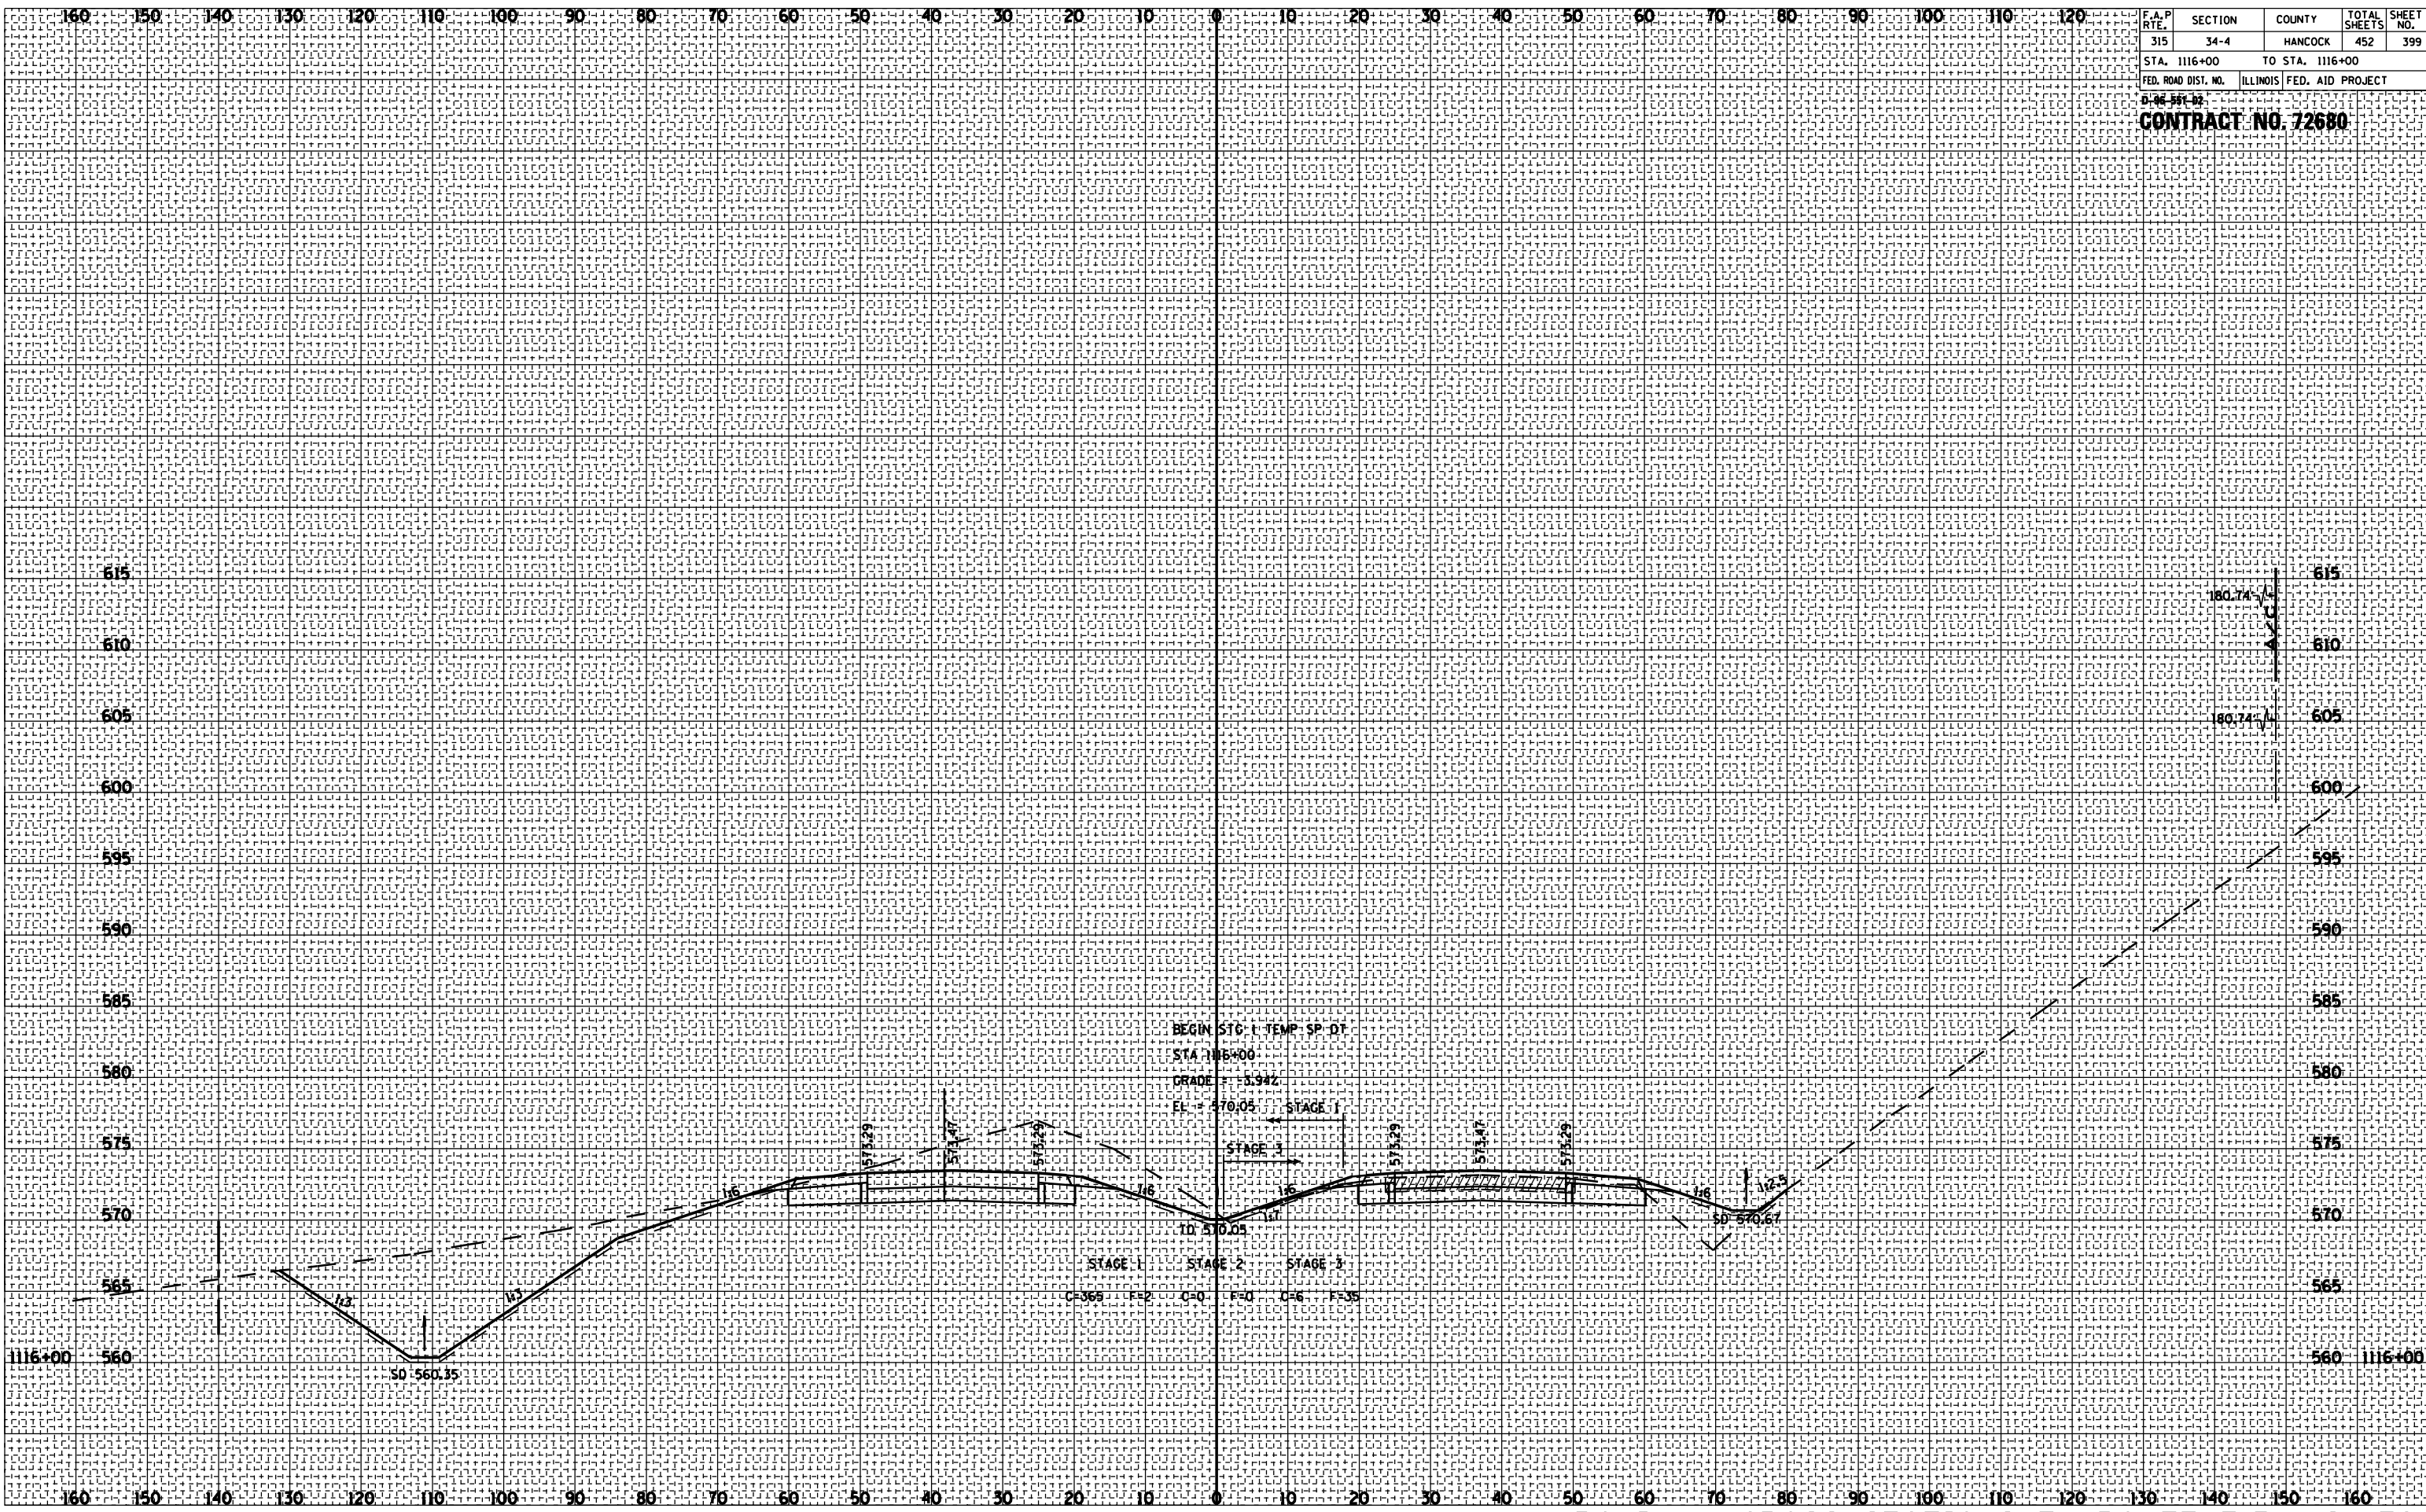 160 150 140 130 120 110 100 90 80 70 60 50 40 30 20 10 0 10 20 30 40 50 60 70 80 90 100 110 120
F.A.P RTE. SECTION COUNTY TOTAL SHEETS SHEET NO.
315 34-4 HANCOCK 452 399
STA. 1116+00 TO STA. 1116+00
FED. ROAD DIST. NO. ILLINOIS FED. AID PROJECT
D-96-551-02
CONTRACT NO. 72680
615 615
180.74'
A/C
610 610
605 180.74' 605
600 600
595 595
590 590
585 585
BEGIN STG 1 TEMP SP DT
STA 1116+00
580 580
GRADE = -3.94%
EL = 570.05 STAGE 1
575 573.29 573.47 573.29 STAGE 3 573.29 573.47 573.29 575
1:6 1:6 1:6 1:7 1:6 1:2.5
570 TD 570.05 SD 570.67 570
STAGE 1 STAGE 2 STAGE 3
565 565
1:3 1:3 C=365 F=2 C=0 F=0 C=6 F=35
1116+00 560 560 1116+00
SD 560.35
160 150 140 130 120 110 100 90 80 70 60 50 40 30 20 10 0 10 20 30 40 50 60 70 80 90 100 110 120 130 140 150 160